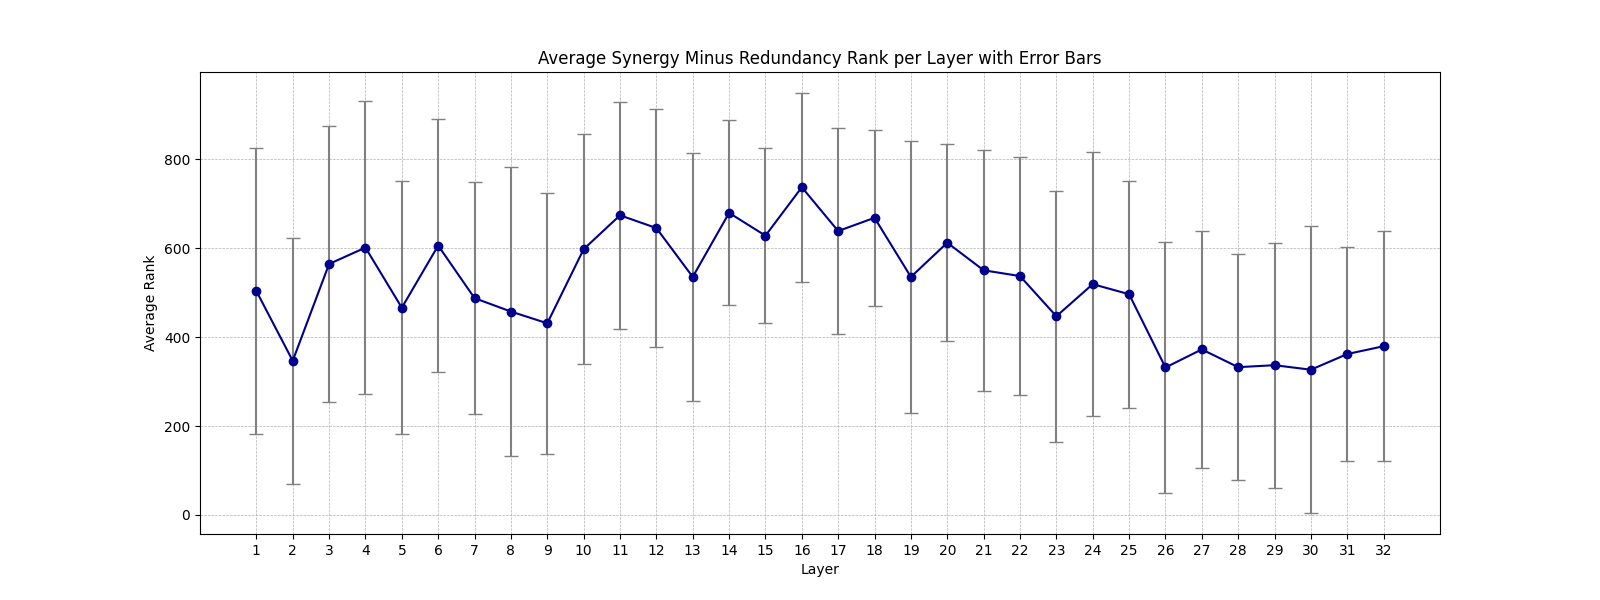 Average Synergy Minus Redundancy Rank per Layer with Error Bars
Average Rank
800
600
400
200
0
1 2 3 4 5 6 7 8 9 10 11 12 13 14 15 16 17 18 19 20 21 22 23 24 25 26 27 28 29 30 31 32
Layer